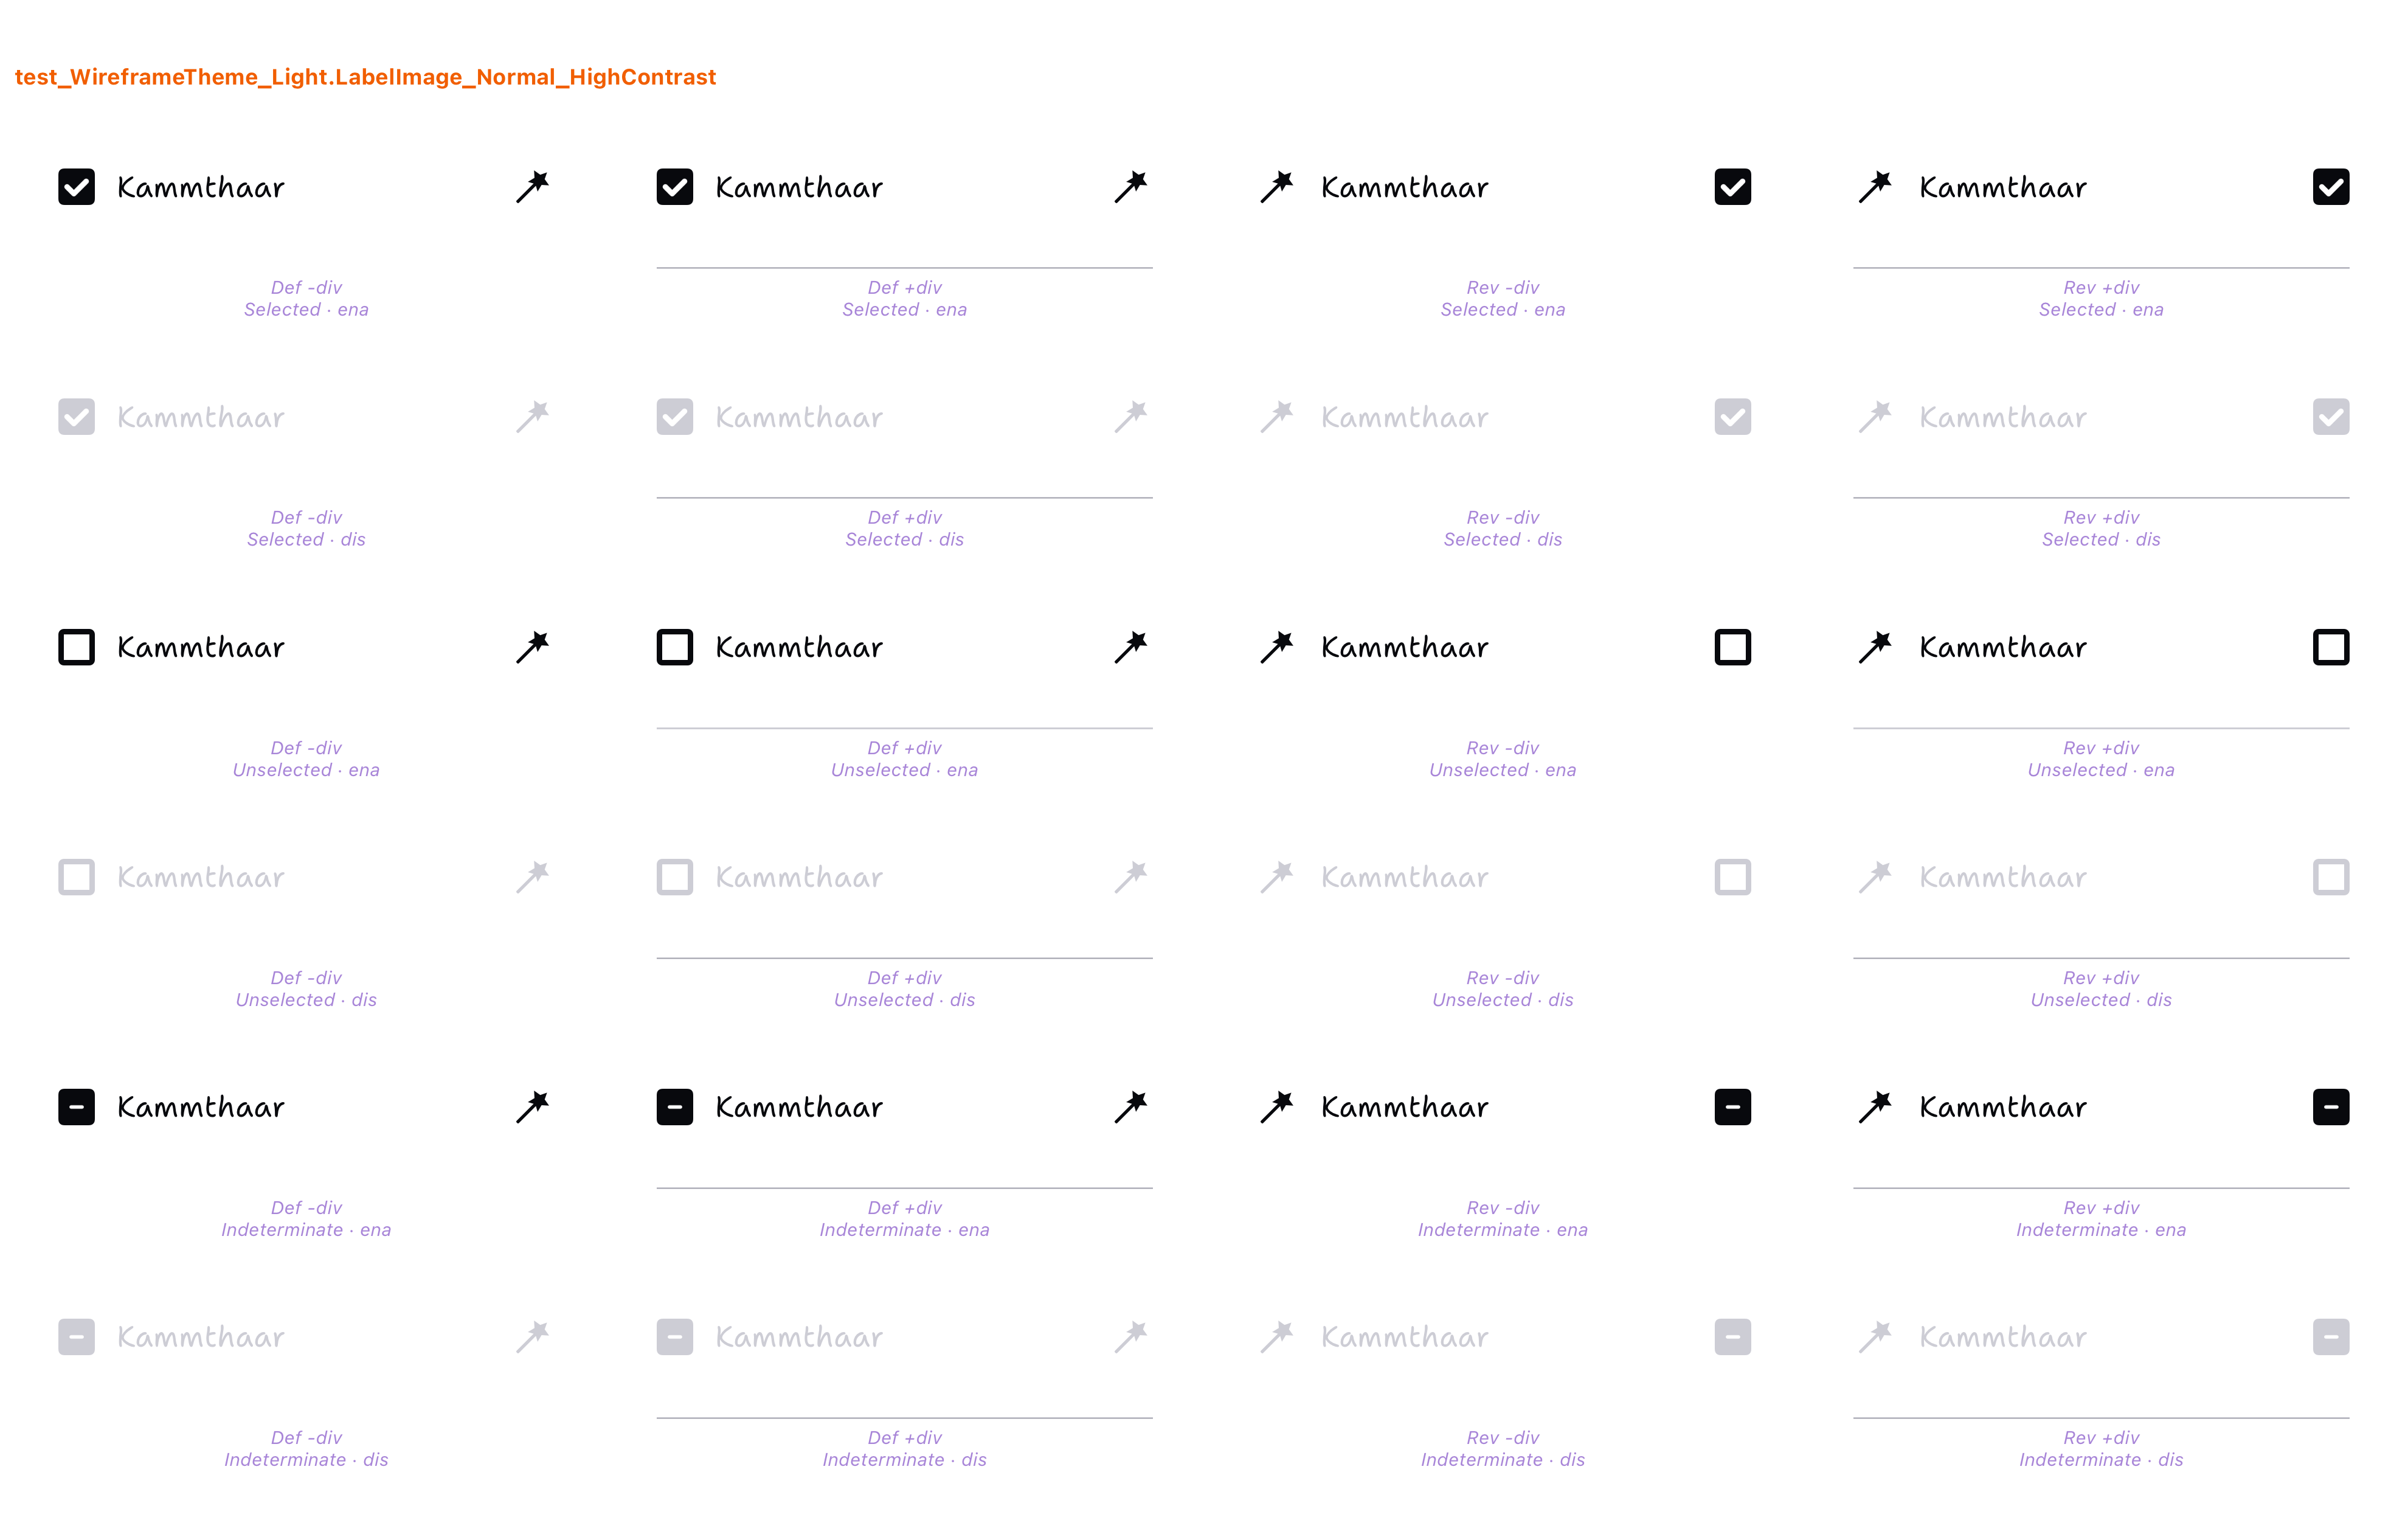 test_WireframeTheme_Light.LabelImage_Normal_HighContrast
Kammthaar Kammthaar Kammthaar Kammthaar
Def -div Def +div Rev -div Rev +div
Selected · ena Selected · ena Selected · ena Selected · ena
Kammthaar Kammthaar Kammthaar Kammthaar
Def -div Def +div Rev -div Rev +div
Selected · dis Selected · dis Selected · dis Selected · dis
Kammthaar Kammthaar Kammthaar Kammthaar
Def -div Def +div Rev -div Rev +div
Unselected · ena Unselected · ena Unselected · ena Unselected · ena
Kammthaar Kammthaar Kammthaar Kammthaar
Def -div Def +div Rev -div Rev +div
Unselected · dis Unselected · dis Unselected · dis Unselected · dis
Kammthaar Kammthaar Kammthaar Kammthaar
Def -div Def +div Rev -div Rev +div
Indeterminate · ena Indeterminate · ena Indeterminate · ena Indeterminate · ena
Kammthaar Kammthaar Kammthaar Kammthaar
Def -div Def +div Rev -div Rev +div
Indeterminate · dis Indeterminate · dis Indeterminate · dis Indeterminate · dis